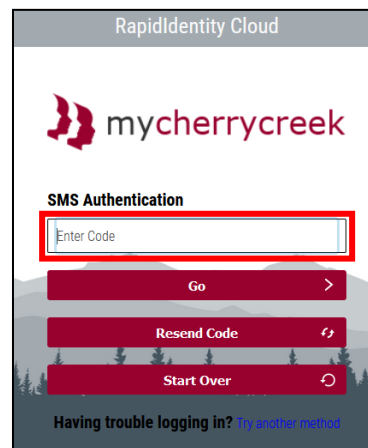 RapidIdentity Cloud
mycherrycreek
SMS Authentication
Enter Code
Go
Resend Code
Start Over
Having trouble logging in? Try another method